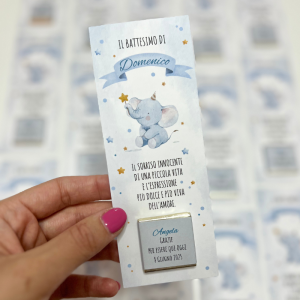 IL BATTESIMO DI
Domenico
IL SORRISO INNOCENTE
DI UNA PICCOLA VITA
È L'ESPRESSIONE
PIÙ DOLCE E PIÙ VIVA
DELL'AMORE.
Angela
GRAZIE
PER ESSERE QUI OGGI
9 GIUGNO 2024